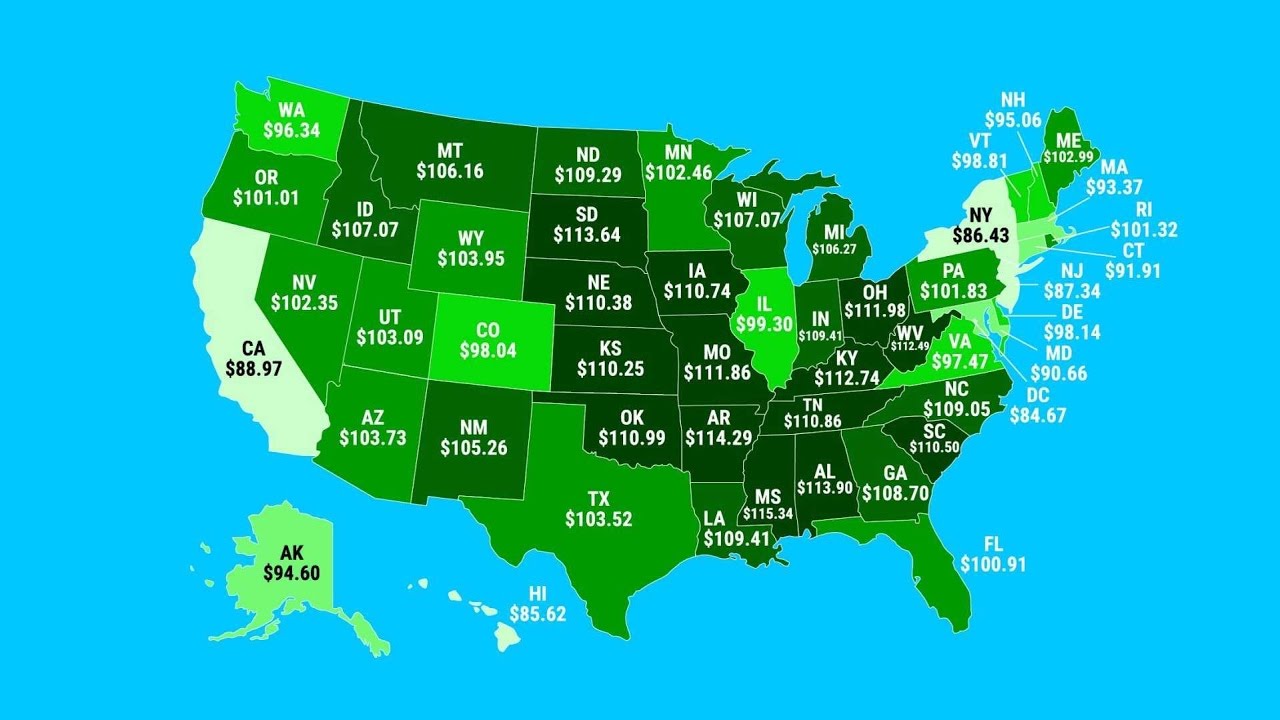 NH
$95.06
VT
$98.81
WA
$96.34
ME
$102.99
MT
$106.16
ND
$109.29
MN
$102.46
MA
$93.37
OR
$101.01
ID
$107.07
SD
$113.64
WI
$107.07
MI
$106.27
NY
$86.43
RI
$101.32
WY
$103.95
CT
$91.91
NV
$102.35
NE
$110.38
IA
$110.74
PA
$101.83
NJ
$87.34
UT
$103.09
CO
$98.04
IL
$99.30
IN
$109.41
OH
$111.98
DE
$98.14
CA
$88.97
KS
$110.25
MO
$111.86
KY
$112.74
WV
$112.49
VA
$97.47
MD
$90.66
DC
$84.67
AZ
$103.73
NM
$105.26
OK
$110.99
AR
$114.29
TN
$110.86
NC
$109.05
SC
$110.50
TX
$103.52
LA
$109.41
MS
$115.34
AL
$113.90
GA
$108.70
FL
$100.91
AK
$94.60
HI
$85.62